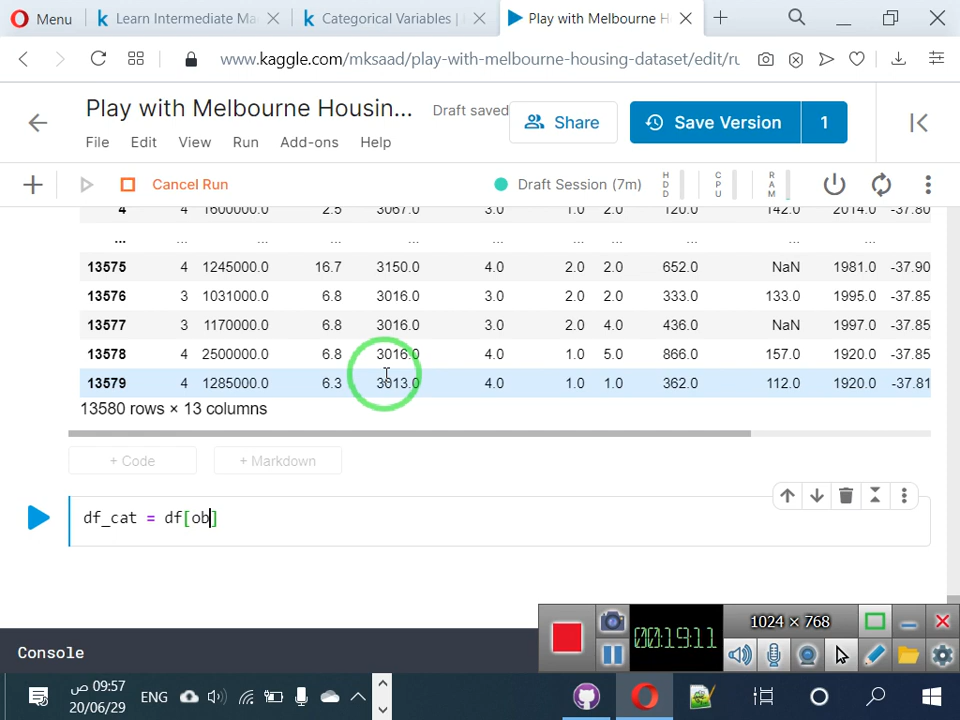 Menu
Learn Intermediate Ma
Categorical Variables |
Play with Melbourne H
www.kaggle.com/mksaad/play-with-melbourne-housing-dataset/edit/ru
Play with Melbourne Housin...
Draft saved
Share
Save Version
1
File Edit View Run Add-ons Help
Cancel Run
Draft Session (7m)
HDD
CPU
RAM
4 4 1600000.0 2.5 3067.0 3.0 1.0 2.0 120.0 142.0 2014.0 -37.80
... ... ... ... ... ... ... ... ... ... ...
13575 4 1245000.0 16.7 3150.0 4.0 2.0 2.0 652.0 NaN 1981.0 -37.90
13576 3 1031000.0 6.8 3016.0 3.0 2.0 2.0 333.0 133.0 1995.0 -37.85
13577 3 1170000.0 6.8 3016.0 3.0 2.0 4.0 436.0 NaN 1997.0 -37.85
13578 4 2500000.0 6.8 3016.0 4.0 1.0 5.0 866.0 157.0 1920.0 -37.85
13579 4 1285000.0 6.3 3013.0 4.0 1.0 1.0 362.0 112.0 1920.0 -37.81
13580 rows × 13 columns
+ Code
+ Markdown
df_cat = df[ob]
1024 × 768
00:19:11
Console
09:57 ص
ENG
20/06/29